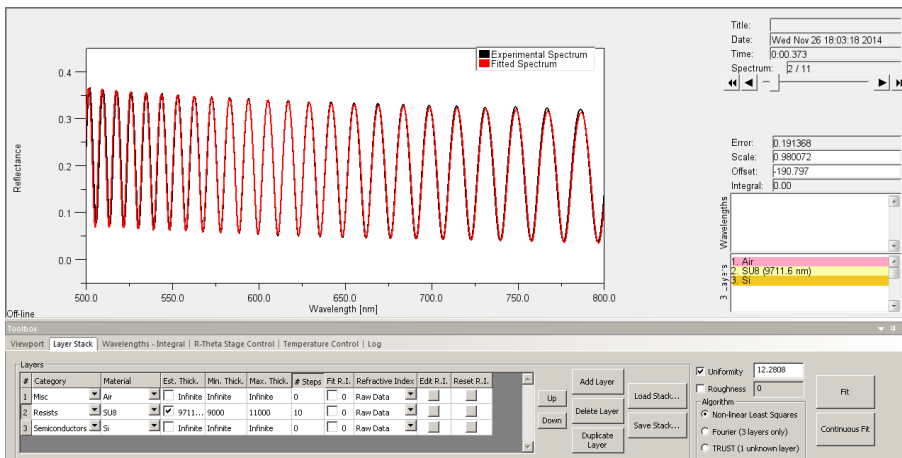 Title:
Date: Wed Nov 26 18:03:18 2014
Time: 0:00.373
Spectrum: 2 / 11
Experimental Spectrum
Fitted Spectrum
0.4
0.3
0.2
0.1
0.0
Reflectance
500.0 550.0 600.0 650.0 700.0 750.0 800.0
Wavelength [nm]
Off-line
Error: 0.191368
Scale: 0.980072
Offset: -190.797
Integral: 0.00
Wavelengths
3 Layers
1. Air
2. SU8 (9711.6 nm)
3. Si
Toolbox
Viewport Layer Stack Wavelengths - Integral R-Theta Stage Control Temperature Control Log
Layers
# Category Material Est. Thick. Min. Thick. Max. Thick. # Steps Fit R.I. Refractive Index Edit R.I. Reset R.I.
1 Misc Air Infinite Infinite Infinite 0 0 Raw Data
2 Resists SU8 9711... 9000 11000 10 0 Raw Data
3 Semiconductors Si Infinite Infinite Infinite 0 0 Raw Data
Up
Down
Add Layer
Delete Layer
Duplicate
Layer
Load Stack...
Save Stack...
Uniformity 12.2808
Roughness 0
Algorithm
Non-linear Least Squares
Fourier (3 layers only)
TRUST (1 unknown layer)
Fit
Continuous Fit